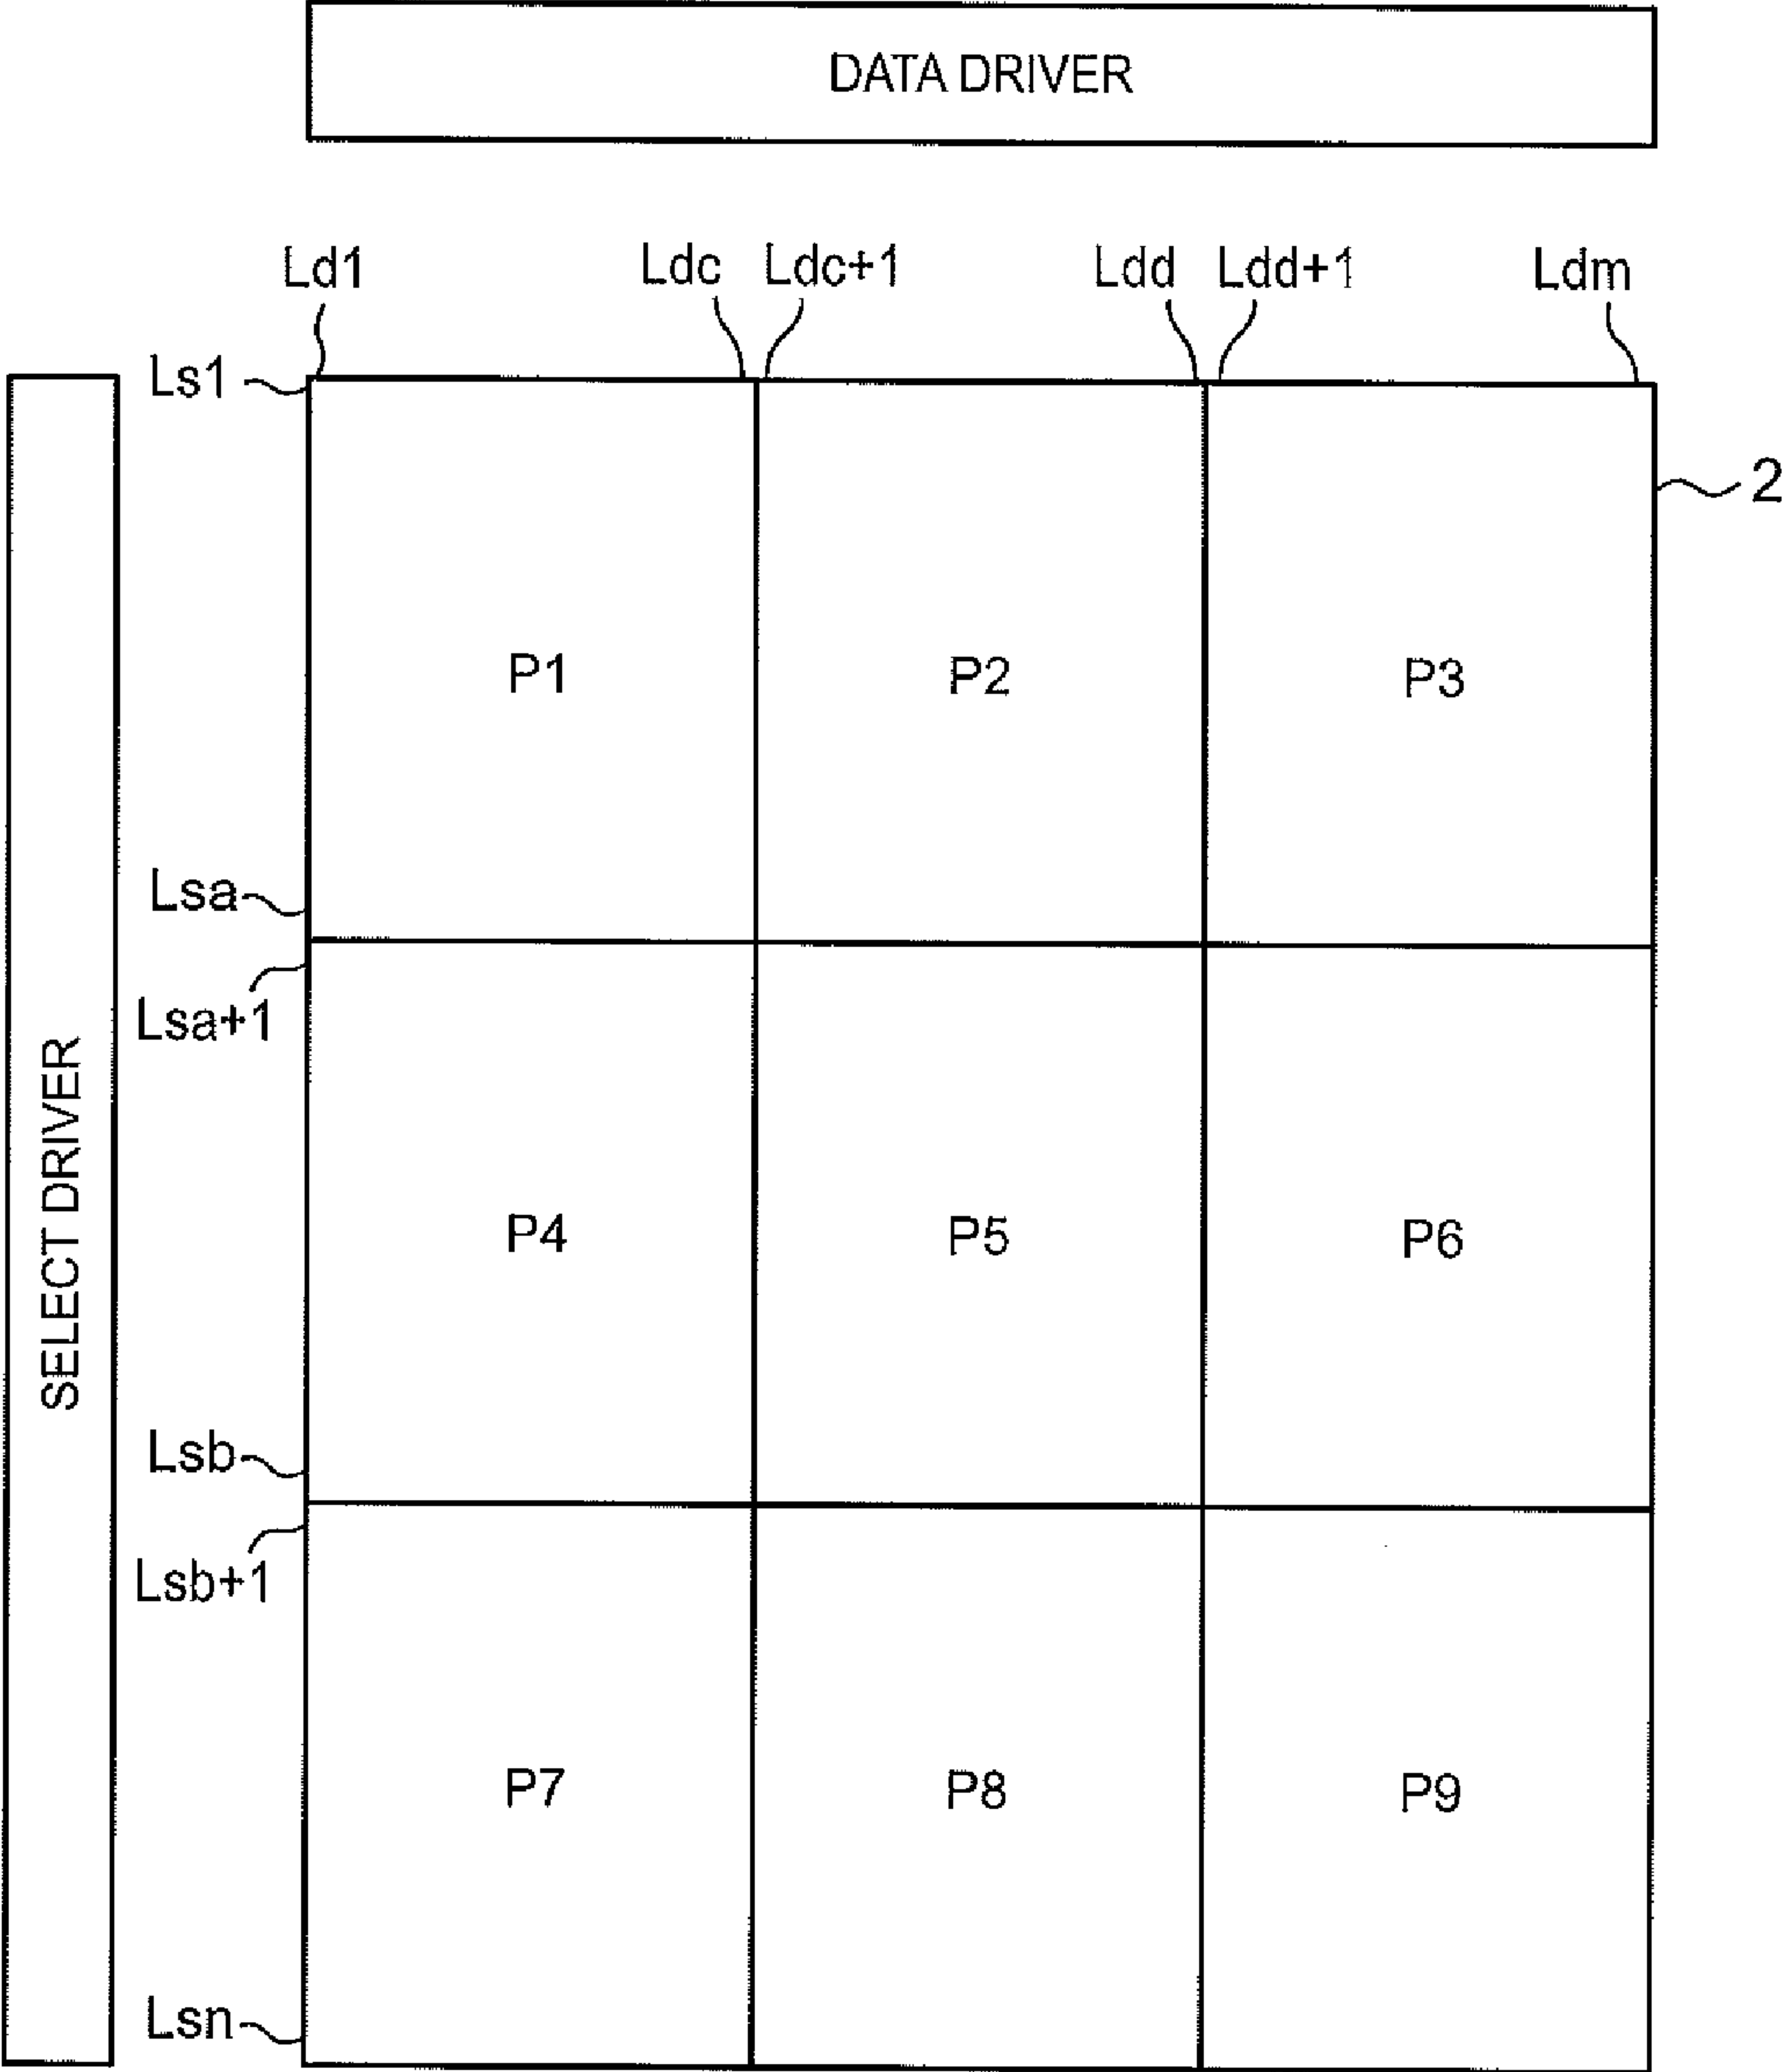 DATA DRIVER
Ld1 Ldc Ldc+1 Ldd Ldd+1 Ldm
Ls1
2
P1 P2 P3
Lsa
Lsa+1
SELECT DRIVER
P4 P5 P6
Lsb
Lsb+1
P7 P8 P9
Lsn